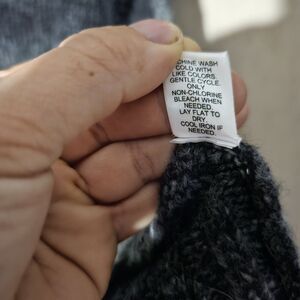 CHINE WASH
COLD WITH
LIKE COLORS.
GENTLE CYCLE.
ONLY
NON-CHLORINE
BLEACH WHEN
NEEDED.
LAY FLAT TO
DRY.
COOL IRON IF
NEEDED.